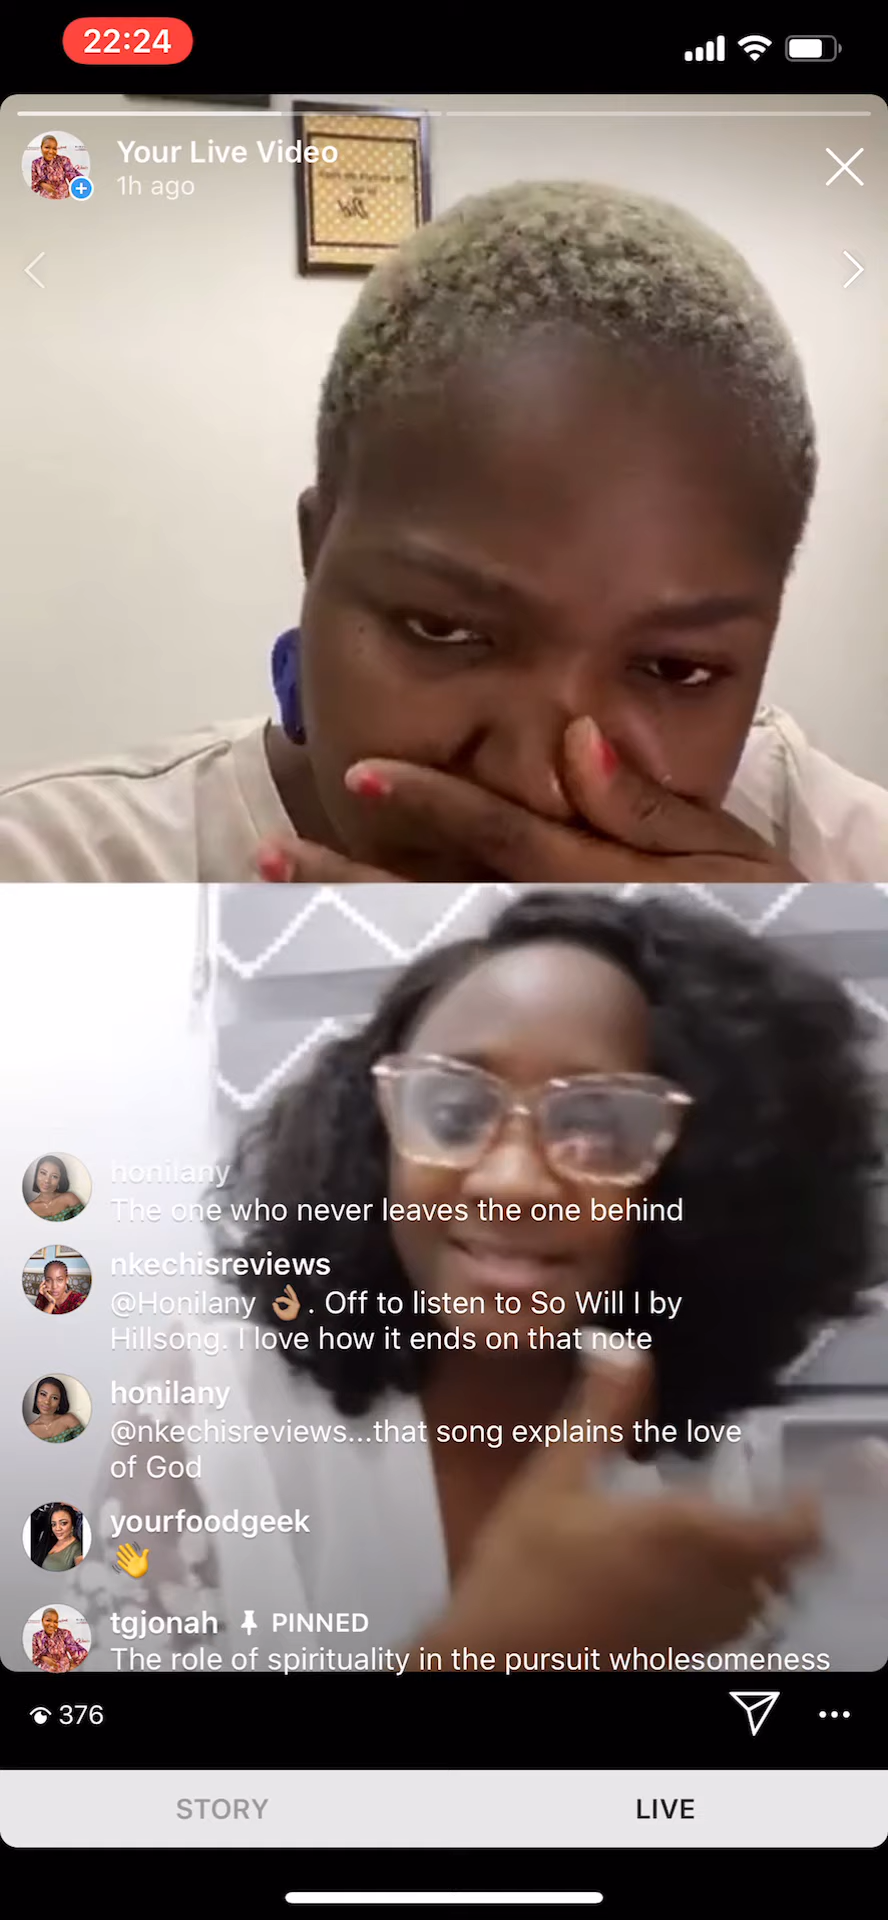 22:24
Your Live Video
1h ago
honilany
The one who never leaves the one behind
nkechisreviews
@Honilany 👌🏽. Off to listen to So Will I by
Hillsong. I love how it ends on that note
honilany
@nkechisreviews...that song explains the love
of God
yourfoodgeek
👋
tgjonah 📌 PINNED
The role of spirituality in the pursuit wholesomeness
376
STORY
LIVE